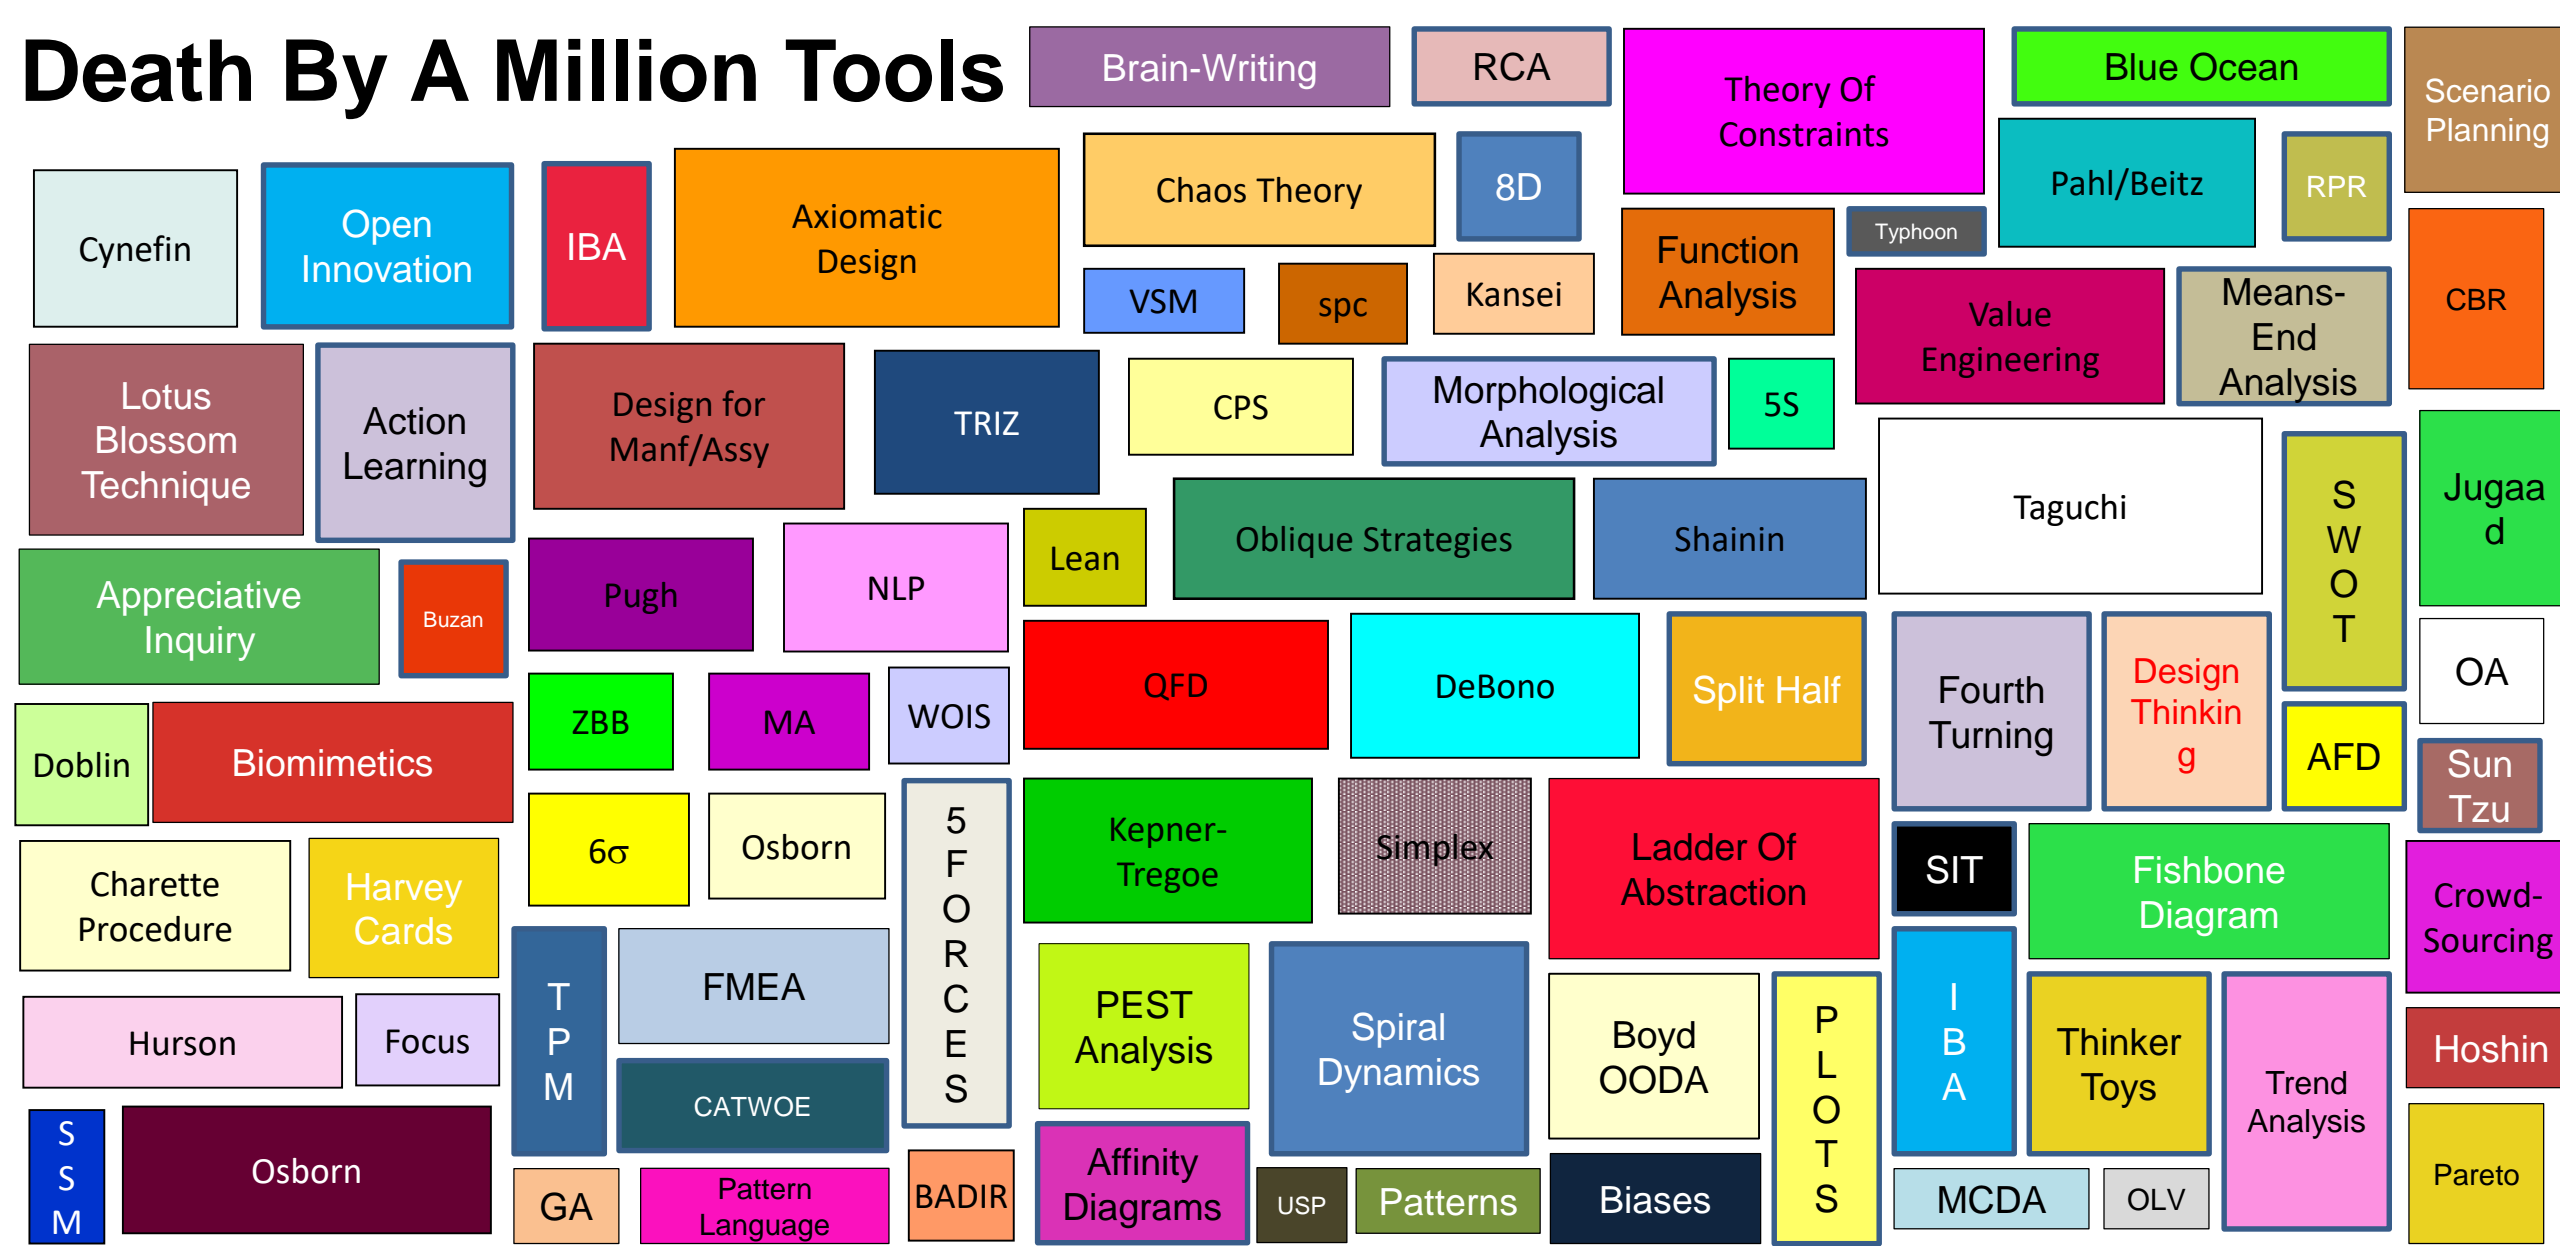 Death By A Million Tools
Brain-Writing
RCA
Theory Of
Constraints
Blue Ocean
Scenario
Planning
Cynefin
Open
Innovation
IBA
Axiomatic
Design
Chaos Theory
8D
Pahl/Beitz
RPR
VSM
spc
Kansei
Function
Analysis
Typhoon
Value
Engineering
Means-
End
Analysis
CBR
Lotus
Blossom
Technique
Action
Learning
Design for
Manf/Assy
TRIZ
CPS
Morphological
Analysis
5S
Taguchi
S
W
O
T
Jugaa
d
Appreciative
Inquiry
Buzan
Pugh
NLP
Lean
Oblique Strategies
Shainin
Doblin
Biomimetics
ZBB
MA
WOIS
QFD
DeBono
Split Half
Fourth
Turning
Design
Thinkin
g
OA
AFD
Sun
Tzu
Charette
Procedure
Harvey
Cards
6σ
Osborn
5
F
O
R
C
E
S
Kepner-
Tregoe
Simplex
Ladder Of
Abstraction
SIT
Fishbone
Diagram
Crowd-
Sourcing
Hurson
Focus
T
P
M
FMEA
CATWOE
PEST
Analysis
Spiral
Dynamics
Boyd
OODA
P
L
O
T
S
I
B
A
Thinker
Toys
Trend
Analysis
Hoshin
S
S
M
Osborn
GA
Pattern
Language
BADIR
Affinity
Diagrams
USP
Patterns
Biases
MCDA
OLV
Pareto